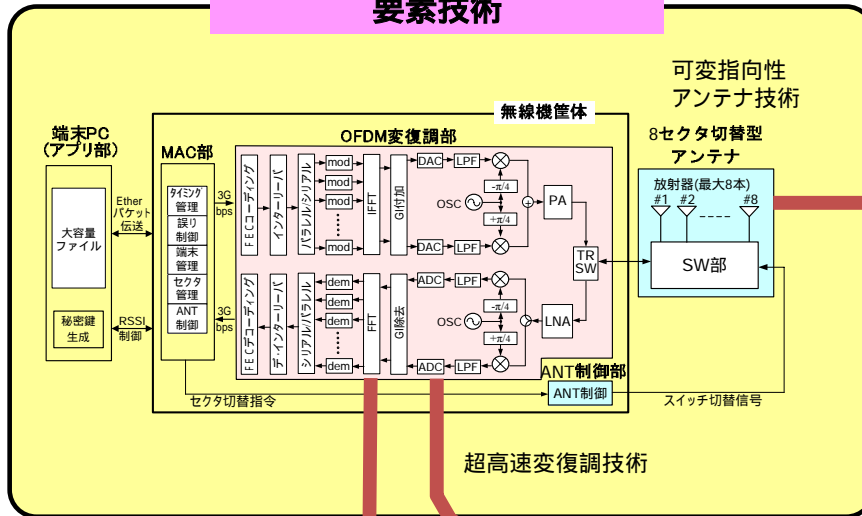 要素技術
可変指向性
アンテナ技術
無線機筐体
端末PC
(アプリ部)
MAC部
OFDM変復調部
8セクタ切替型
アンテナ
大容量
ファイル
秘密鍵
生成
Ether
パケット
伝送
RSSI
制御
タイミング
管理
誤り
制御
端末
管理
セクタ
管理
ANT
制御
3G
bps
3G
bps
FECコーディング
インターリーバ
パラレル/シリアル
mod
mod
mod
mod
IFFT
GI付加
DAC
LPF
DAC
LPF
OSC
-π/4
+π/4
PA
TR
SW
FECデコーディング
デ・インターリーバ
シリアル/パラレル
dem
dem
dem
dem
FFT
GI除去
ADC
LPF
ADC
LPF
OSC
-π/4
+π/4
LNA
放射器(最大8本)
#1
#2
#8
SW部
ANT制御部
ANT制御
セクタ切替指令
スイッチ切替信号
超高速変復調技術